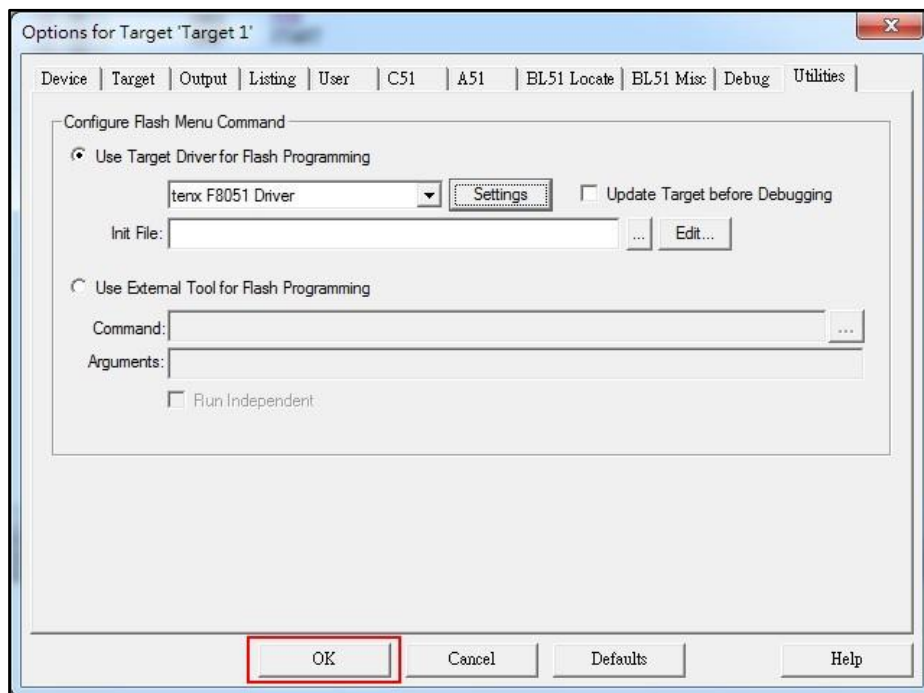 Options for Target 'Target 1'
Device Target Output Listing User C51 A51 BL51 Locate BL51 Misc Debug Utilities
Configure Flash Menu Command
Use Target Driver for Flash Programming
tenx F8051 Driver Settings Update Target before Debugging
Init File: ... Edit...
Use External Tool for Flash Programming
Command: ...
Arguments:
Run Independent
OK Cancel Defaults Help